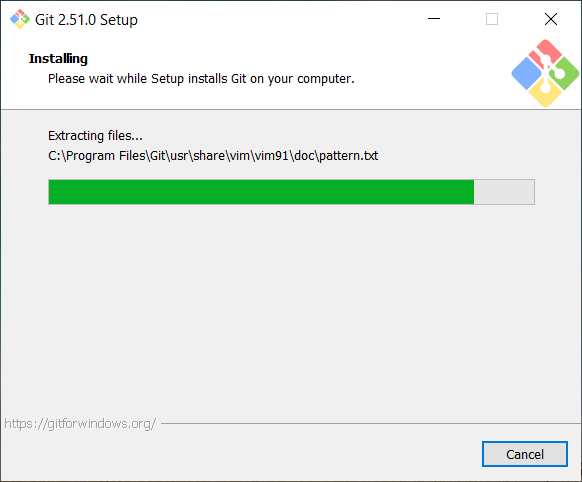 Git 2.51.0 Setup
Installing
Please wait while Setup installs Git on your computer.
Extracting files...
C:\Program Files\Git\usr\share\vim\vim91\doc\pattern.txt
https://gitforwindows.org/
Cancel